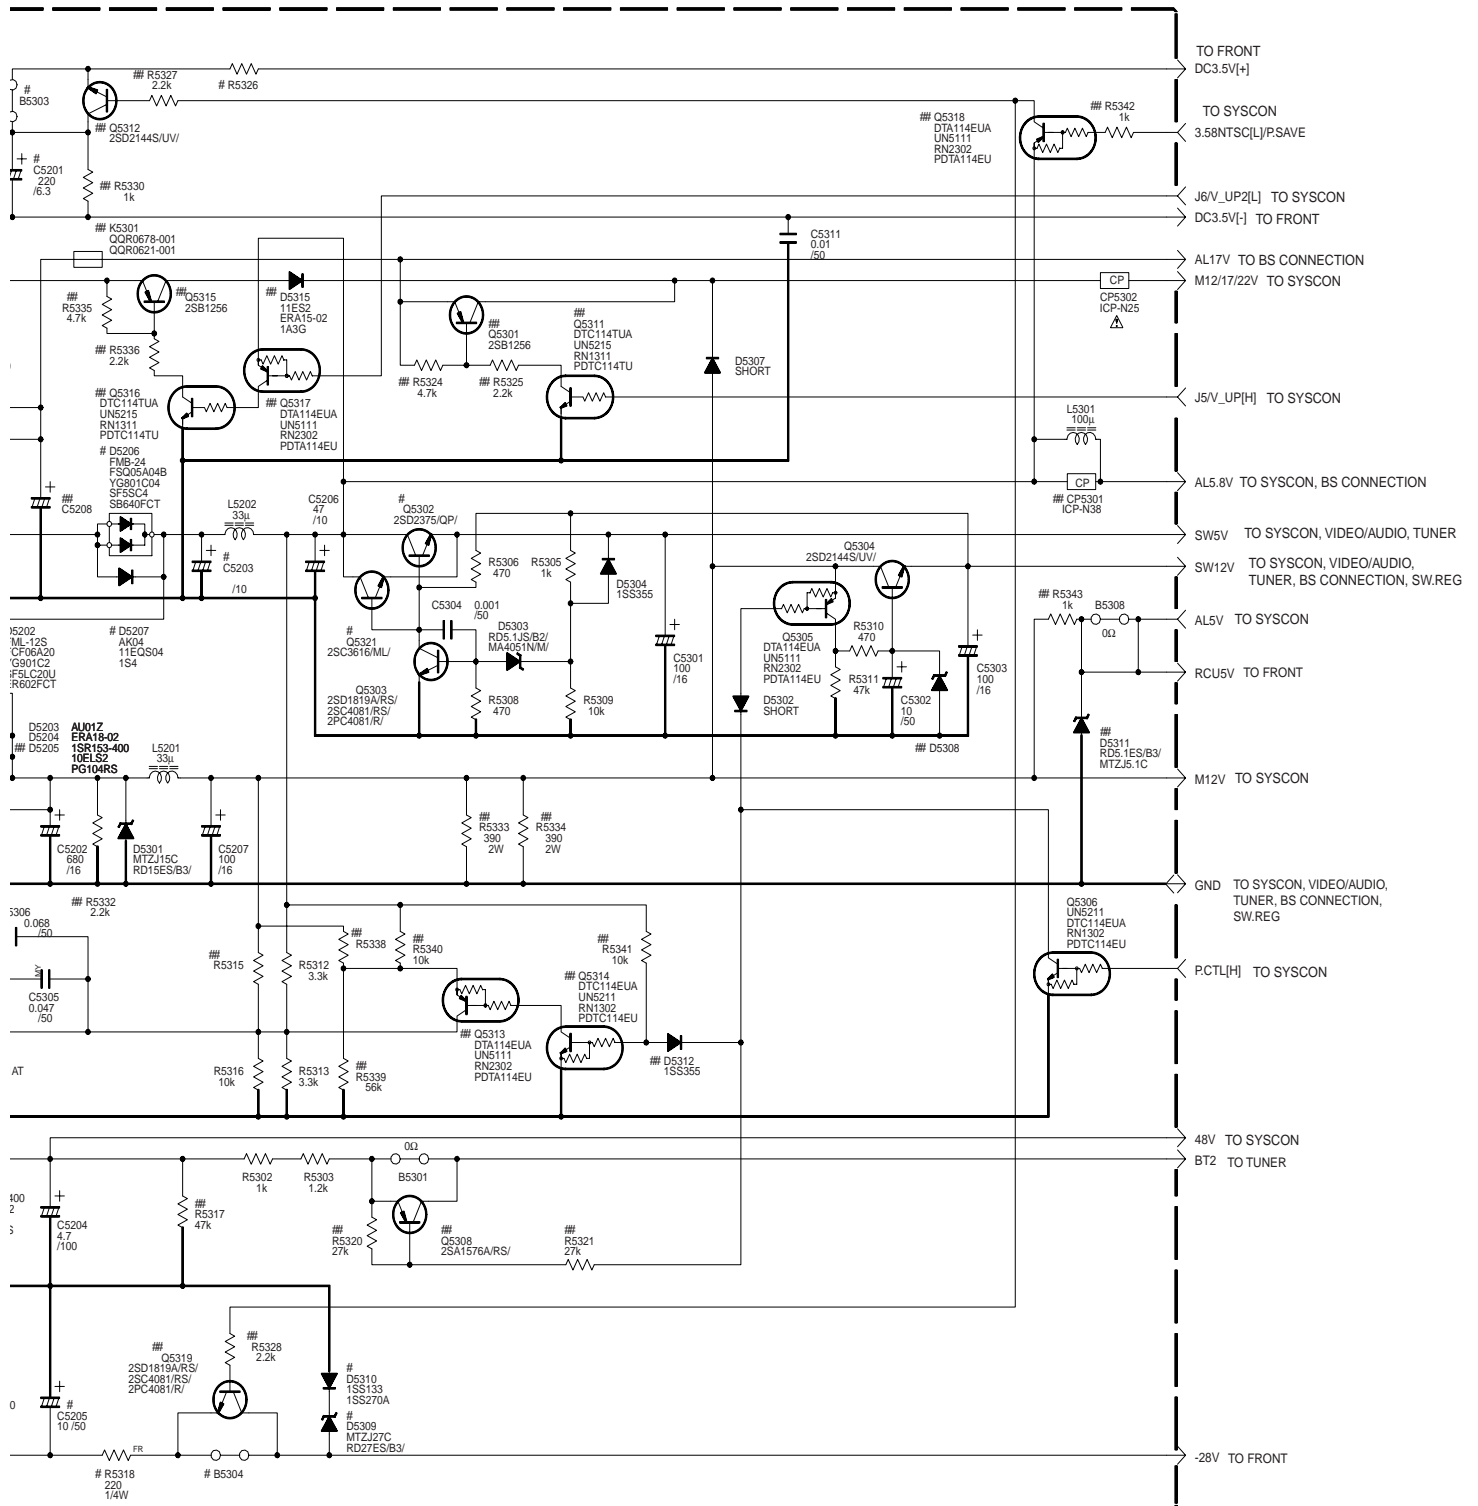 TO FRONT
DC3.5V[+]
## R5327
2.2k
# R5326
#
B5303
## Q5312
2SD2144S/UV/
TO SYSCON
3.58NTSC[L]/P.SAVE
## R5342
1k
## Q5318
DTA114EUA
UN5111
RN2302
PDTA114EU
+
#
C5201
220
/6.3
## R5330
1k
J6/V_UP2[L] TO SYSCON
DC3.5V[-] TO FRONT
## K5301
QQR0678-001
QQR0621-001
C5311
0.01
/50
AL17V TO BS CONNECTION
M12/17/22V TO SYSCON
CP
CP5302
ICP-N25
##
R5335
4.7k
##
Q5315
2SB1256
##
D5315
11ES2
ERA15-02
1A3G
##
Q5301
2SB1256
##
Q5311
DTC114TUA
UN5215
RN1311
PDTC114TU
## R5336
2.2k
## R5324
4.7k
## R5325
2.2k
D5307
SHORT
## Q5316
DTC114TUA
UN5215
RN1311
PDTC114TU
## Q5317
DTA114EUA
UN5111
RN2302
PDTA114EU
J5/V_UP[H] TO SYSCON
L5301
100µ
# D5206
FMB-24
FSQ05A04B
YG801C04
SF5SC4
SB640FCT
+
##
C5208
CP
## CP5301
ICP-N38
AL5.8V TO SYSCON, BS CONNECTION
L5202
33µ
C5206
47
/10
+
#
Q5302
2SD2375/QP/
SW5V TO SYSCON, VIDEO/AUDIO, TUNER
+
#
C5203
/10
R5306
470
R5305
1k
D5304
1SS355
Q5304
2SD2144S/UV/
SW12V TO SYSCON, VIDEO/AUDIO,
TUNER, BS CONNECTION, SW.REG
## R5343
1k
B5308
0Ω
AL5V TO SYSCON
C5304 0.001
/50
D5303
RD5.1JS/B2/
MA4051N/M/
#
Q5321
2SC3616/ML/
+
C5301
100
/16
Q5305
DTA114EUA
UN5111
RN2302
PDTA114EU
R5310
470
R5311
47k
+
C5302
10
/50
+
C5303
100
/16
# D5207
AK04
11EQS04
1S4
Q5303
2SD1819A/RS/
2SC4081/RS/
2PC4081/R/
R5308
470
R5309
10k
D5302
SHORT
## D5308
RCU5V TO FRONT
##
D5311
RD5.1ES/B3/
MTZJ5.1C
D5203
D5204
## D5205
AU01Z
ERA18-02
1SR153-400
10ELS2
PG104RS
L5201
33µ
M12V TO SYSCON
+
C5202
680
/16
D5301
MTZJ15C
RD15ES/B3/
+
C5207
100
/16
##
R5333
390
2W
##
R5334
390
2W
## R5332
2.2k
GND TO SYSCON, VIDEO/AUDIO,
TUNER, BS CONNECTION,
SW.REG
0.068
/50
MY
C5305
0.047
/50
##
R5315
R5312
3.3k
##
R5338
##
R5340
10k
##
R5341
10k
## Q5314
DTC114EUA
UN5211
RN1302
PDTC114EU
Q5306
UN5211
DTC114EUA
RN1302
PDTC114EU
P.CTL[H] TO SYSCON
## Q5313
DTA114EUA
UN5111
RN2302
PDTA114EU
## D5312
1SS355
AT
R5316
10k
R5313
3.3k
##
R5339
56k
48V TO SYSCON
BT2 TO TUNER
R5302
1k
R5303
1.2k
0Ω
B5301
+
C5204
4.7
/100
##
R5317
47k
##
R5320
27k
##
Q5308
2SA1576A/RS/
##
R5321
27k
##
Q5319
2SD1819A/RS/
2SC4081/RS/
2PC4081/R/
##
R5328
2.2k
#
D5310
1SS133
1SS270A
#
D5309
MTZJ27C
RD27ES/B3/
+
#
C5205
10 /50
FR
# R5318
220
1/4W
# B5304
-28V TO FRONT